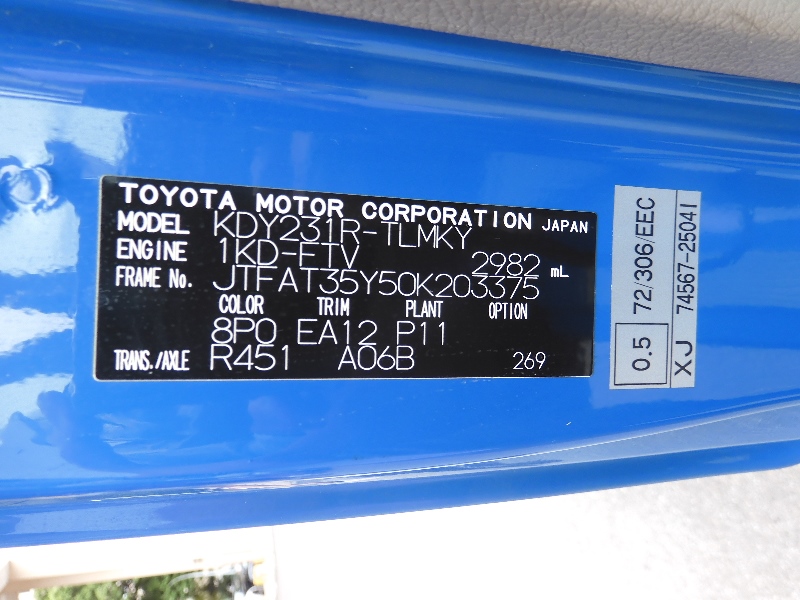 TOYOTA MOTOR CORPORATION JAPAN
MODEL KDY231R-TLMKY
ENGINE 1KD-FTV 2982 mL
FRAME No. JTFAT35Y50K203375
COLOR TRIM PLANT OPTION
8P0 EA12 P11
TRANS./AXLE R451 A06B 269
0.5 72/306/EEC
XJ 74567-25041